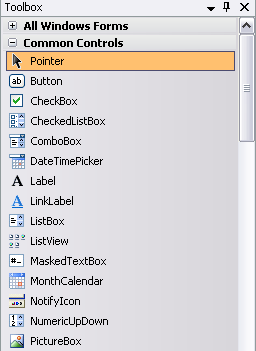 Toolbox
All Windows Forms
Common Controls
Pointer
Button
CheckBox
CheckedListBox
ComboBox
DateTimePicker
Label
LinkLabel
ListBox
ListView
MaskedTextBox
MonthCalendar
NotifyIcon
NumericUpDown
PictureBox